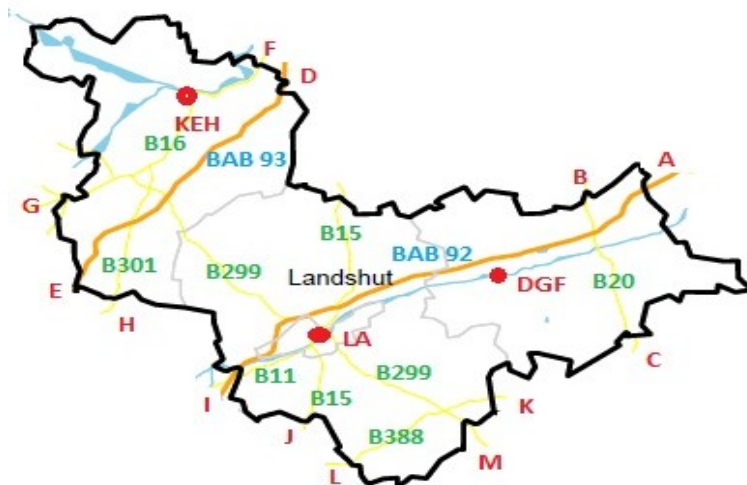 F
D
KEH
B16
BAB 93
A
B
G
B15
BAB 92
B301
B299
Landshut
B20
E
DGF
H
LA
C
B11
B299
I
B15
K
J
B388
L
M